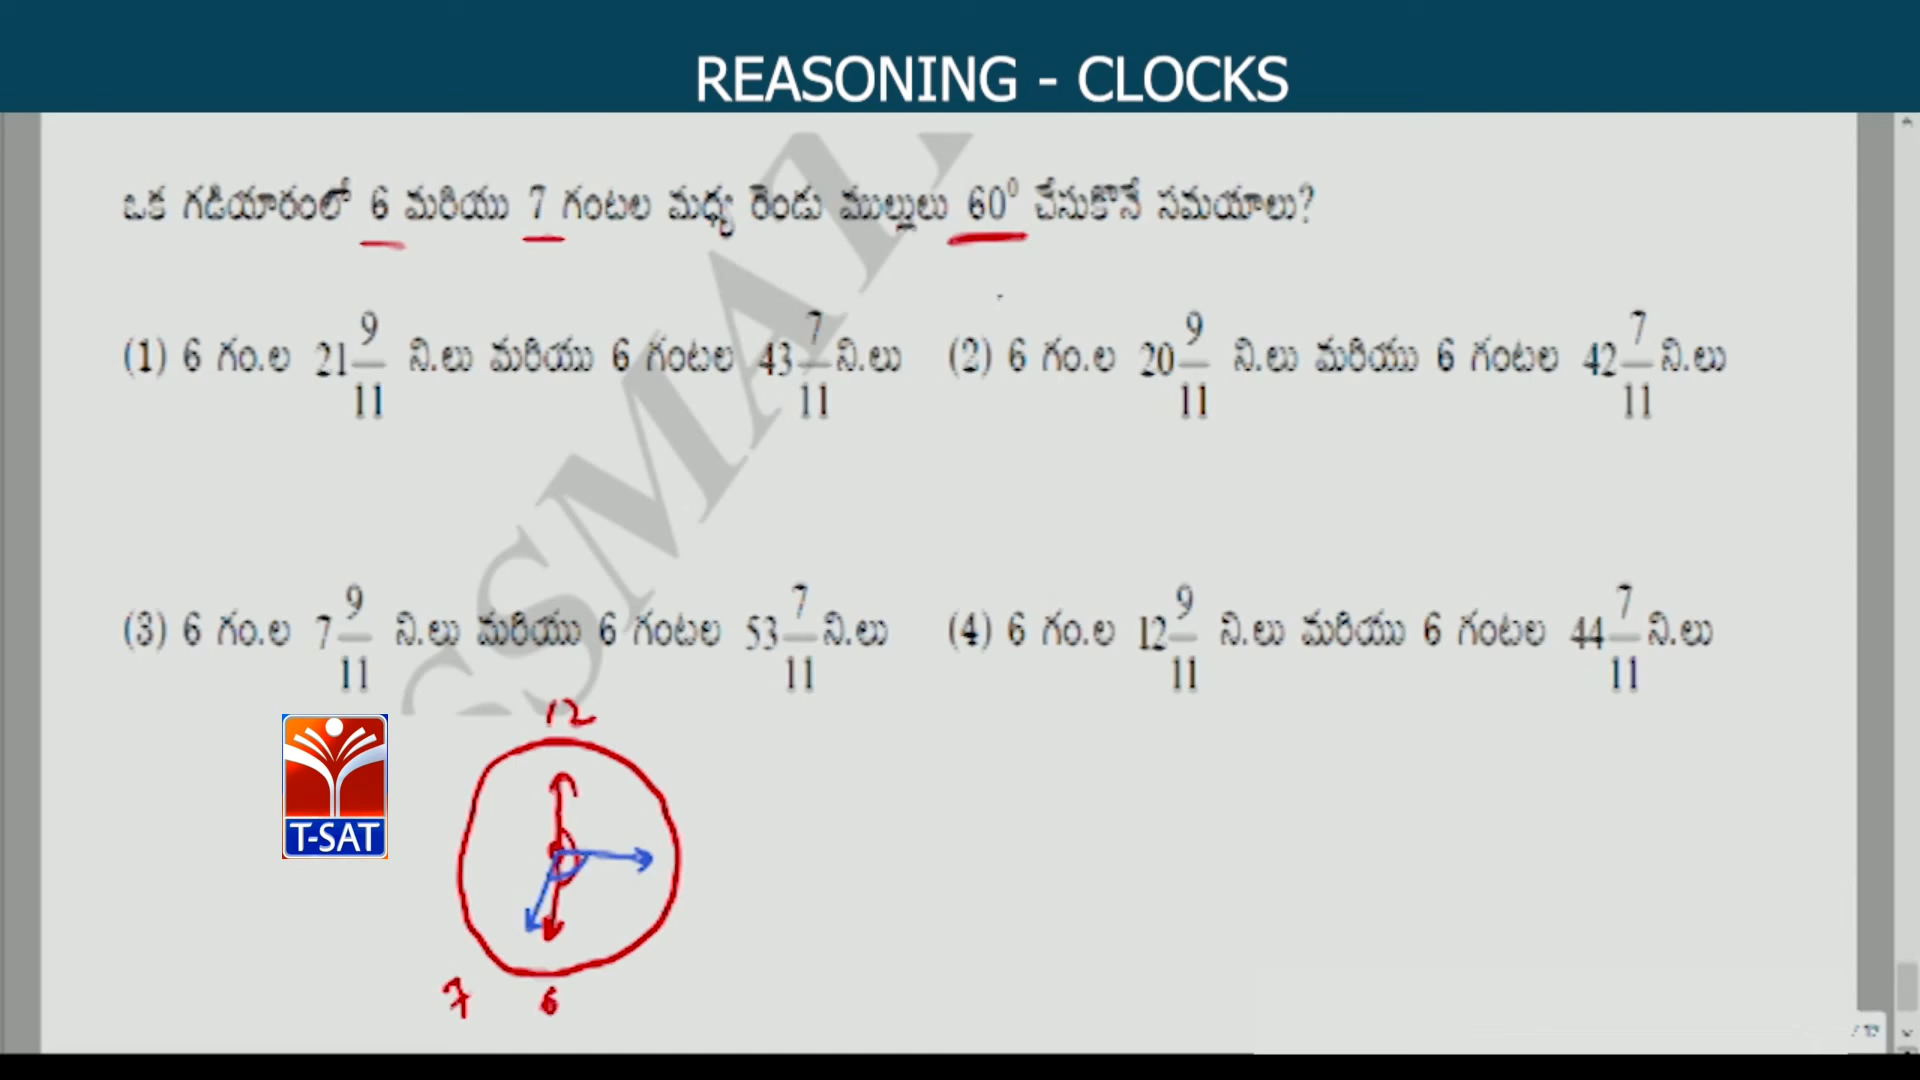 REASONING - CLOCKS
ఒక గడియారంలో 6 మరియు 7 గంటల మధ్య రెండు ముల్లులు 60⁰ చేసుకొనే సమయాలు?
(1) 6 గం.ల 21 9/11 ని.లు మరియు 6 గంటల 43 7/11 ని.లు (2) 6 గం.ల 20 9/11 ని.లు మరియు 6 గంటల 42 7/11 ని.లు
(3) 6 గం.ల 7 9/11 ని.లు మరియు 6 గంటల 53 7/11 ని.లు (4) 6 గం.ల 12 9/11 ని.లు మరియు 6 గంటల 44 7/11 ని.లు
12
T-SAT
7 6